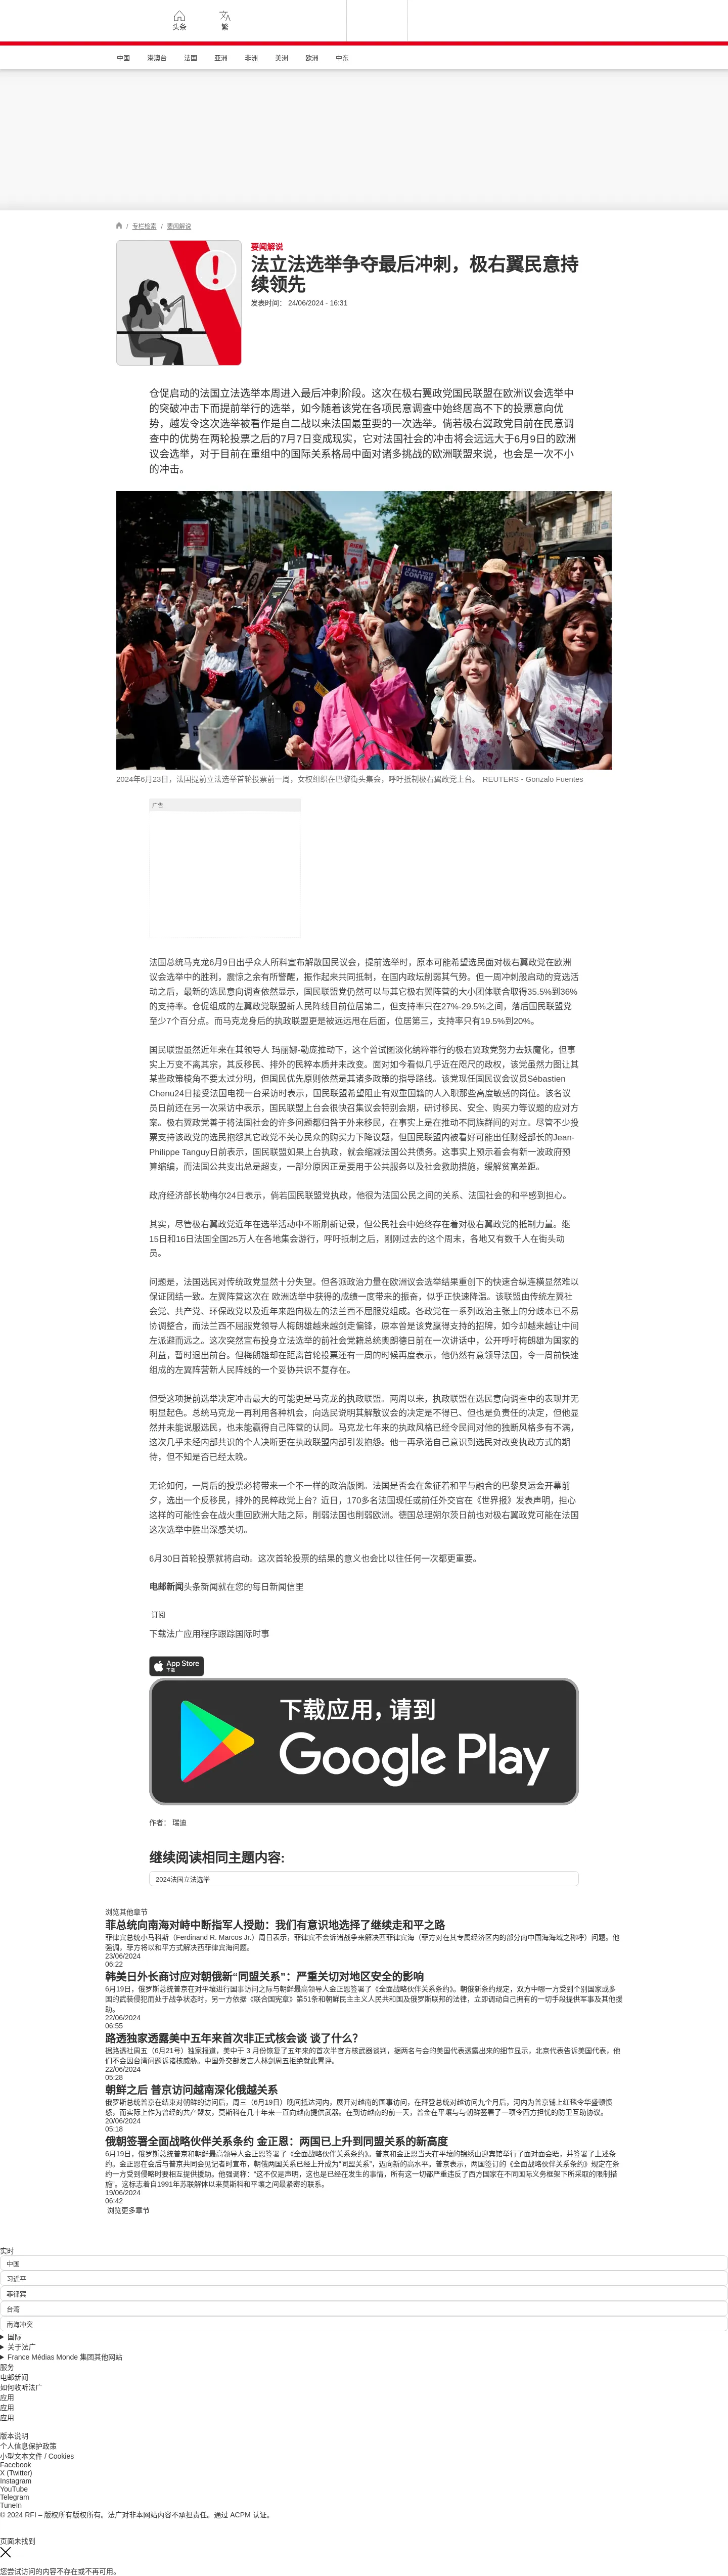 头条
繁
中国 港澳台 法国 亚洲 非洲 美洲 欧洲 中东
/ 专栏检索 / 要闻解说
要闻解说
法立法选举争夺最后冲刺，极右翼民意持
续领先
发表时间： 24/06/2024 - 16:31
仓促启动的法国立法选举本周进入最后冲刺阶段。这次在极右翼政党国民联盟在欧洲议会选举中
的突破冲击下而提前举行的选举，如今随着该党在各项民意调查中始终居高不下的投票意向优
势，越发令这次选举被看作是自二战以来法国最重要的一次选举。倘若极右翼政党目前在民意调
查中的优势在两轮投票之后的7月7日变成现实，它对法国社会的冲击将会远远大于6月9日的欧洲
议会选举，对于目前在重组中的国际关系格局中面对诸多挑战的欧洲联盟来说，也会是一次不小
的冲击。
2024年6月23日，法国提前立法选举首轮投票前一周，女权组织在巴黎街头集会，呼吁抵制极右翼政党上台。 REUTERS - Gonzalo Fuentes
广告
法国总统马克龙6月9日出乎众人所料宣布解散国民议会，提前选举时，原本可能希望选民面对极右翼政党在欧洲
议会选举中的胜利，震惊之余有所警醒，振作起来共同抵制，在国内政坛削弱其气势。但一周冲刺般启动的竞选活
动之后，最新的选民意向调查依然显示，国民联盟党仍然可以与其它极右翼阵营的大小团体联合取得35.5%到36%
的支持率。仓促组成的左翼政党联盟新人民阵线目前位居第二，但支持率只在27%-29.5%之间，落后国民联盟党
至少7个百分点。而马克龙身后的执政联盟更是被远远甩在后面，位居第三，支持率只有19.5%到20%。
国民联盟虽然近年来在其领导人 玛丽娜-勒庞推动下，这个曾试图淡化纳粹罪行的极右翼政党努力去妖魔化，但事
实上万变不离其宗，其反移民、排外的民粹本质并未改变。面对如今看似几乎近在咫尺的政权，该党虽然力图让其
某些政策棱角不要太过分明，但国民优先原则依然是其诸多政策的指导路线。该党现任国民议会议员Sébastien
Chenu24日接受法国电视一台采访时表示，国民联盟希望阻止有双重国籍的人入职那些高度敏感的岗位。该名议
员日前还在另一次采访中表示，国民联盟上台会很快召集议会特别会期，研讨移民、安全、购买力等议题的应对方
案。极右翼政党善于将法国社会的许多问题都归咎于外来移民，在事实上是在推动不同族群间的对立。尽管不少投
票支持该政党的选民抱怨其它政党不关心民众的购买力下降议题，但国民联盟内被看好可能出任财经部长的Jean-
Philippe Tanguy日前表示，国民联盟如果上台执政，就会缩减法国公共债务。这事实上预示着会有新一波政府预
算缩编，而法国公共支出总是超支，一部分原因正是要用于公共服务以及社会救助措施，缓解贫富差距。
政府经济部长勒梅尔24日表示，倘若国民联盟党执政，他很为法国公民之间的关系、法国社会的和平感到担心。
其实，尽管极右翼政党近年在选举活动中不断刷新记录，但公民社会中始终存在着对极右翼政党的抵制力量。继
15日和16日法国全国25万人在各地集会游行，呼吁抵制之后，刚刚过去的这个周末，各地又有数千人在街头动
员。
问题是，法国选民对传统政党显然十分失望。但各派政治力量在欧洲议会选举结果重创下的快速合纵连横显然难以
保证团结一致。左翼阵营这次在 欧洲选举中获得的成绩一度带来的振奋，似乎正快速降温。该联盟由传统左翼社
会党、共产党、环保政党以及近年来趋向极左的法兰西不屈服党组成。各政党在一系列政治主张上的分歧本已不易
协调整合，而法兰西不屈服党领导人梅朗雄越来越剑走偏锋，原本曾是该党赢得支持的招牌，如今却越来越让中间
左派避而远之。这次突然宣布投身立法选举的前社会党籍总统奥朗德日前在一次讲话中，公开呼吁梅朗雄为国家的
利益，暂时退出前台。但梅朗雄却在距离首轮投票还有一周的时候再度表示，他仍然有意领导法国，令一周前快速
组成的左翼阵营新人民阵线的一个妥协共识不复存在。
但受这项提前选举决定冲击最大的可能更是马克龙的执政联盟。两周以来，执政联盟在选民意向调查中的表现并无
明显起色。总统马克龙一再利用各种机会，向选民说明其解散议会的决定是不得已、但也是负责任的决定，但他显
然并未能说服选民，也未能赢得自己阵营的认同。马克龙七年来的执政风格已经令民间对他的独断风格多有不满，
这次几乎未经内部共识的个人决断更在执政联盟内部引发抱怨。他一再承诺自己意识到选民对改变执政方式的期
待，但不知是否已经太晚。
无论如何，一周后的投票必将带来一个不一样的政治版图。法国是否会在象征着和平与融合的巴黎奥运会开幕前
夕，选出一个反移民，排外的民粹政党上台？近日，170多名法国现任或前任外交官在《世界报》发表声明，担心
这样的可能性会在战火重回欧洲大陆之际，削弱法国也削弱欧洲。德国总理朔尔茨日前也对极右翼政党可能在法国
这次选举中胜出深感关切。
6月30日首轮投票就将启动。这次首轮投票的结果的意义也会比以往任何一次都更重要。
电邮新闻头条新闻就在您的每日新闻信里
订阅
下载法广应用程序跟踪国际时事
App Store
下载
下载应用，请到
Google Play
作者： 瑞迪
继续阅读相同主题内容:
2024法国立法选举
浏览其他章节
菲总统向南海对峙中断指军人授勋：我们有意识地选择了继续走和平之路
菲律宾总统小马科斯（Ferdinand R. Marcos Jr.）周日表示，菲律宾不会诉诸战争来解决西菲律宾海（菲方对在其专属经济区内的部分南中国海海域之称呼）问题。他
强调，菲方将以和平方式解决西菲律宾海问题。
23/06/2024
06:22
韩美日外长商讨应对朝俄新“同盟关系”：严重关切对地区安全的影响
6月19日，俄罗斯总统普京在对平壤进行国事访问之际与朝鲜最高领导人金正恩签署了《全面战略伙伴关系条约》。朝俄新条约规定，双方中哪一方受到个别国家或多
国的武装侵犯而处于战争状态时，另一方依据《联合国宪章》第51条和朝鲜民主主义人民共和国及俄罗斯联邦的法律，立即调动自己拥有的一切手段提供军事及其他援
助。
22/06/2024
06:55
路透独家透露美中五年来首次非正式核会谈 谈了什么？
据路透社周五（6月21号）独家报道，美中于 3 月份恢复了五年来的首次半官方核武器谈判，据两名与会的美国代表透露出来的细节显示，北京代表告诉美国代表，他
们不会因台湾问题诉诸核威胁。中国外交部发言人林剑周五拒绝就此置评。
22/06/2024
05:28
朝鲜之后 普京访问越南深化俄越关系
俄罗斯总统普京在结束对朝鲜的访问后，周三（6月19日）晚间抵达河内，展开对越南的国事访问，在拜登总统对越访问九个月后，河内为普京铺上红毯令华盛顿愤
怒，而实际上作为曾经的共产盟友，莫斯科在几十年来一直向越南提供武器。在到访越南的前一天，普金在平壤与与朝鲜签署了一项令西方担忧的防卫互助协议。
20/06/2024
05:18
俄朝签署全面战略伙伴关系条约 金正恩：两国已上升到同盟关系的新高度
6月19日，俄罗斯总统普京和朝鲜最高领导人金正恩签署了《全面战略伙伴关系条约》。普京和金正恩当天在平壤的锦绣山迎宾馆举行了面对面会晤，并签署了上述条
约。金正恩在会后与普京共同会见记者时宣布，朝俄两国关系已经上升成为“同盟关系”，迈向新的高水平。普京表示，两国签订的《全面战略伙伴关系条约》规定在条
约一方受到侵略时要相互提供援助。他强调称：“这不仅是声明，这也是已经在发生的事情，所有这一切都严重违反了西方国家在不同国际义务框架下所采取的限制措
施”。这标志着自1991年苏联解体以来莫斯科和平壤之间最紧密的联系。
19/06/2024
06:42
浏览更多章节
实时
中国
习近平
菲律宾
台湾
南海冲突
国际
关于法广
France Médias Monde 集团其他网站
服务
电邮新闻
如何收听法广
应用
应用
应用
版本说明
个人信息保护政策
小型文本文件 / Cookies
Facebook
X (Twitter)
Instagram
YouTube
Telegram
TuneIn
© 2024 RFI – 版权所有版权所有。法广对非本网站内容不承担责任。通过 ACPM 认证。
页面未找到
您尝试访问的内容不存在或不再可用。